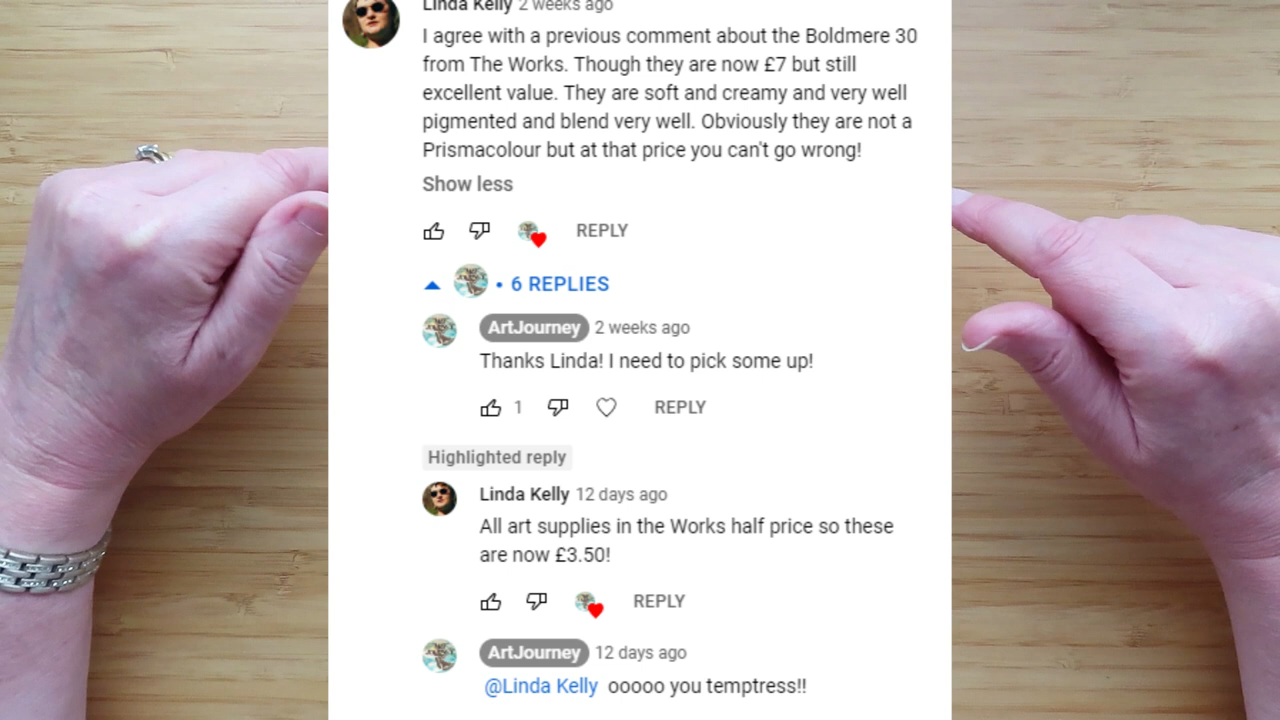 Linda Kelly 2 weeks ago
I agree with a previous comment about the Boldmere 30
from The Works. Though they are now £7 but still
excellent value. They are soft and creamy and very well
pigmented and blend very well. Obviously they are not a
Prismacolour but at that price you can't go wrong!
Show less
REPLY
• 6 REPLIES
ArtJourney 2 weeks ago
Thanks Linda! I need to pick some up!
1 REPLY
Highlighted reply
Linda Kelly 12 days ago
All art supplies in the Works half price so these
are now £3.50!
REPLY
ArtJourney 12 days ago
@Linda Kelly ooooo you temptress!!